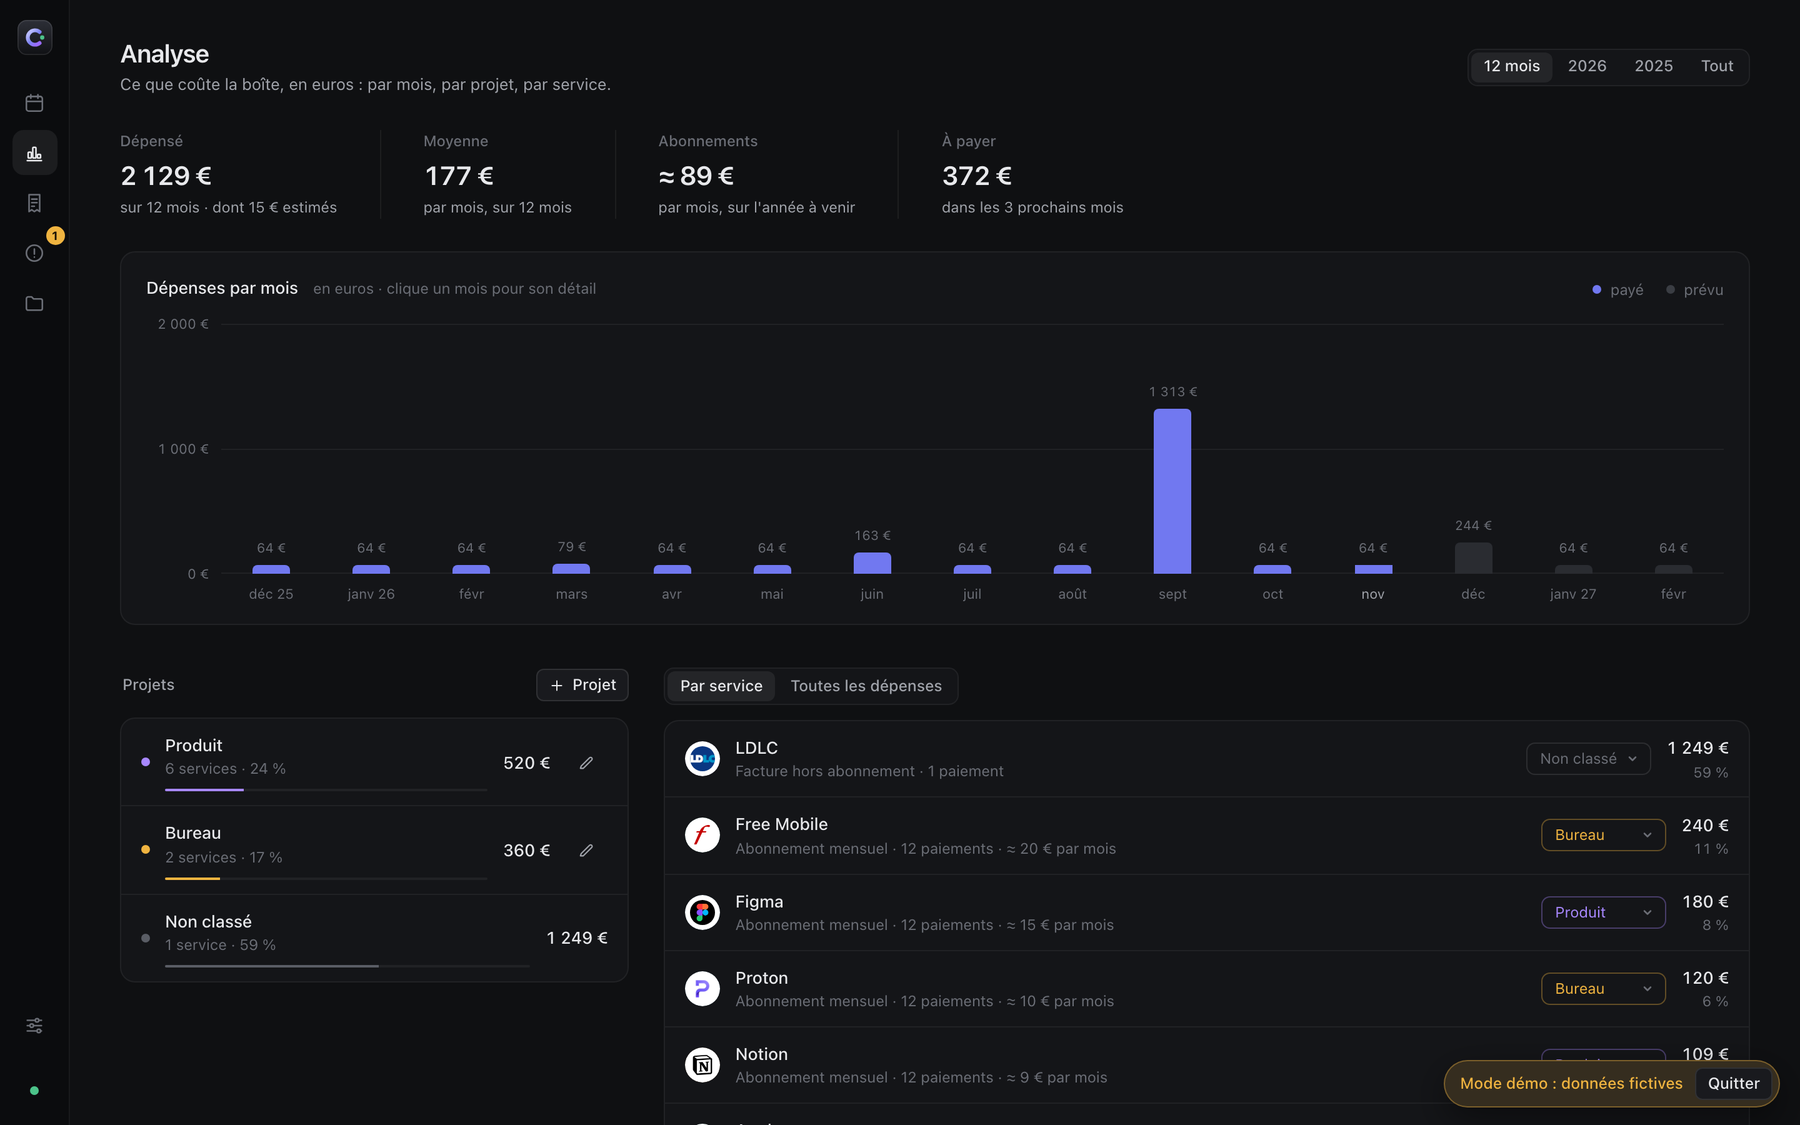 Analyse
Ce que coûte la boîte, en euros : par mois, par projet, par service.
12 mois 2026 2025 Tout
1
Dépensé
2 129 €
sur 12 mois · dont 15 € estimés
Moyenne
177 €
par mois, sur 12 mois
Abonnements
≈ 89 €
par mois, sur l'année à venir
À payer
372 €
dans les 3 prochains mois
Dépenses par mois en euros · clique un mois pour son détail
payé prévu
2 000 €
1 000 €
0 €
64 € 64 € 64 € 79 € 64 € 64 € 163 € 64 € 64 € 1 313 € 64 € 64 € 244 € 64 € 64 €
déc 25 janv 26 févr mars avr mai juin juil août sept oct nov déc janv 27 févr
Projets
+ Projet
Produit
6 services · 24 %
520 €
Bureau
2 services · 17 %
360 €
Non classé
1 service · 59 %
1 249 €
Par service Toutes les dépenses
LDLC
Facture hors abonnement · 1 paiement
Non classé
1 249 €
59 %
Free Mobile
Abonnement mensuel · 12 paiements · ≈ 20 € par mois
Bureau
240 €
11 %
Figma
Abonnement mensuel · 12 paiements · ≈ 15 € par mois
Produit
180 €
8 %
Proton
Abonnement mensuel · 12 paiements · ≈ 10 € par mois
Bureau
120 €
6 %
Notion
Abonnement mensuel · 12 paiements · ≈ 9 € par mois
109 €
Mode démo : données fictives Quitter